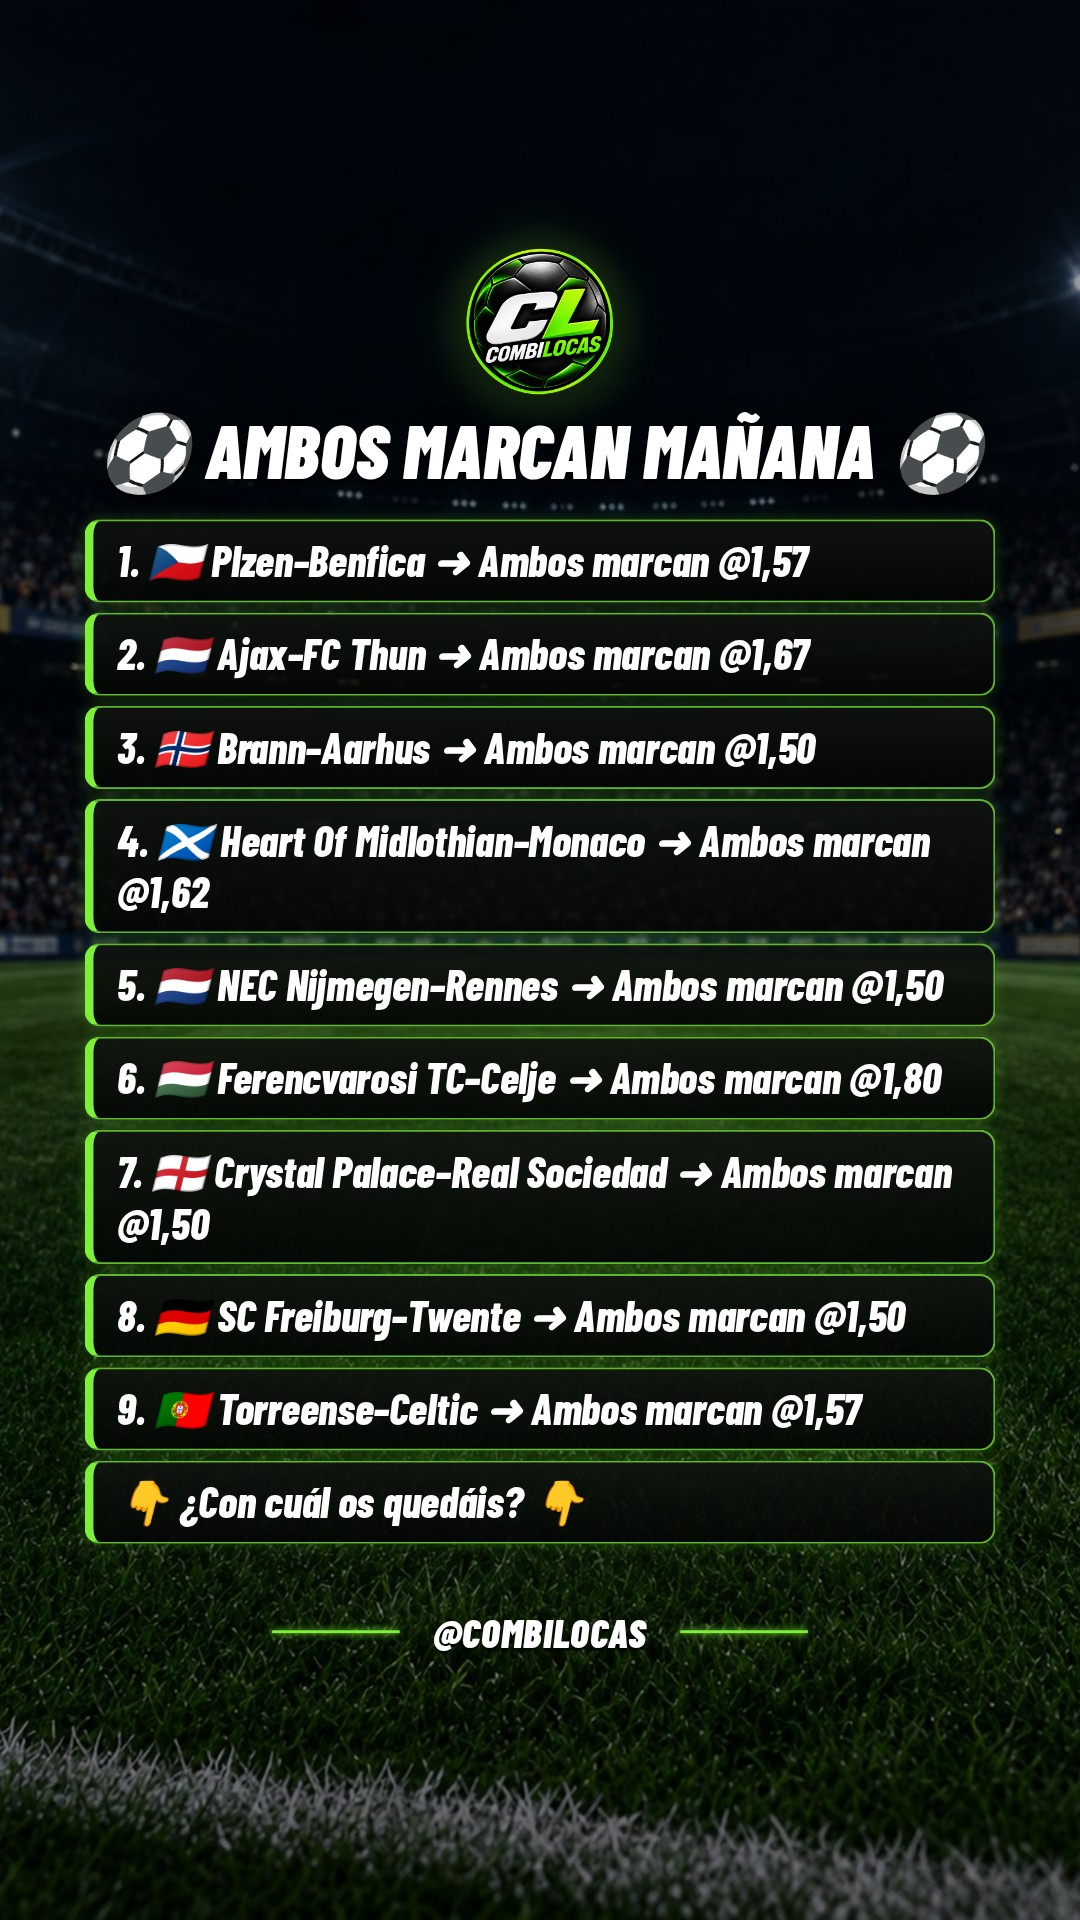 CL
COMBILOCAS
⚽ AMBOS MARCAN MAÑANA ⚽
1. 🇨🇿 Plzen-Benfica ➜ Ambos marcan @1,57
2. 🇳🇱 Ajax-FC Thun ➜ Ambos marcan @1,67
3. 🇳🇴 Brann-Aarhus ➜ Ambos marcan @1,50
4. 🏴󠁧󠁢󠁳󠁣󠁴󠁿 Heart Of Midlothian-Monaco ➜ Ambos marcan
@1,62
5. 🇳🇱 NEC Nijmegen-Rennes ➜ Ambos marcan @1,50
6. 🇭🇺 Ferencvarosi TC-Celje ➜ Ambos marcan @1,80
7. 🏴󠁧󠁢󠁥󠁮󠁧󠁿 Crystal Palace-Real Sociedad ➜ Ambos marcan
@1,50
8. 🇩🇪 SC Freiburg-Twente ➜ Ambos marcan @1,50
9. 🇵🇹 Torreense-Celtic ➜ Ambos marcan @1,57
👇 ¿Con cuál os quedáis? 👇
@COMBILOCAS